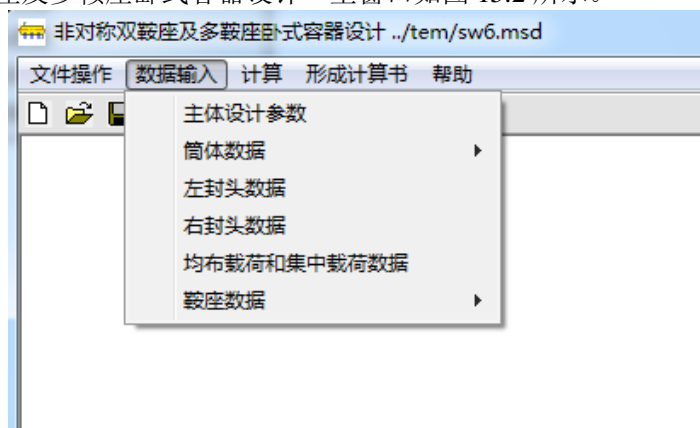 非对称双鞍座及多鞍座卧式容器设计 ../tem/sw6.msd
文件操作 数据输入 计算 形成计算书 帮助
主体设计参数
筒体数据
左封头数据
右封头数据
均布载荷和集中载荷数据
鞍座数据